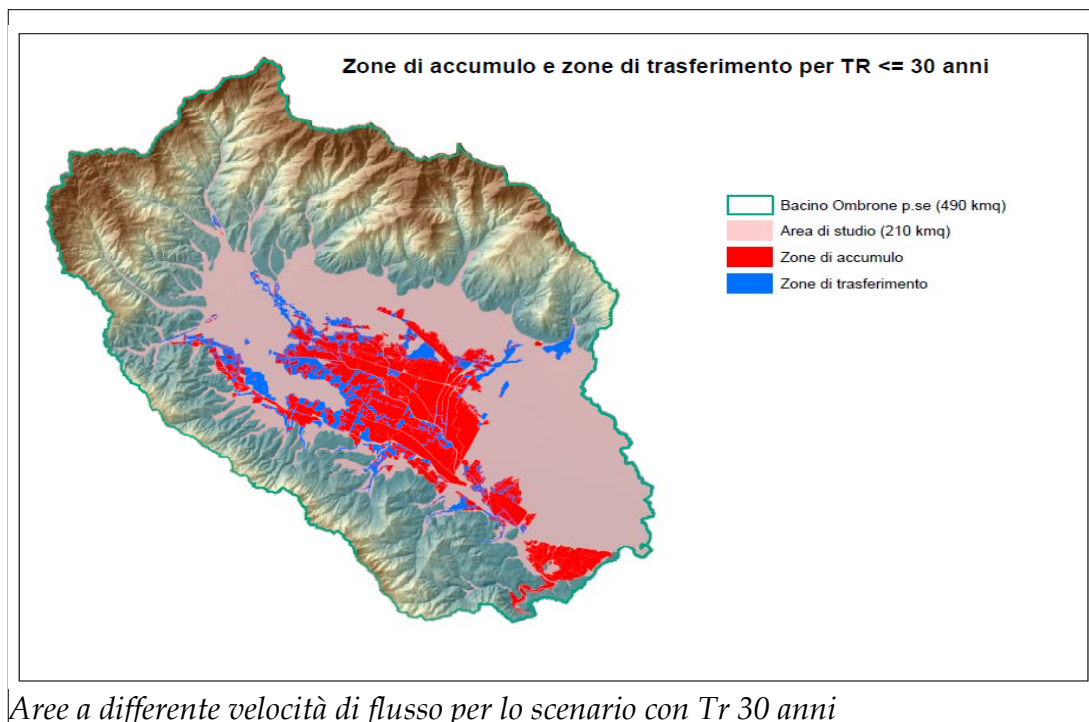 Zone di accumulo e zone di trasferimento per TR <= 30 anni
Bacino Ombrone p.se (490 kmq)
Area di studio (210 kmq)
Zone di accumulo
Zone di trasferimento
Aree a differente velocità di flusso per lo scenario con Tr 30 anni